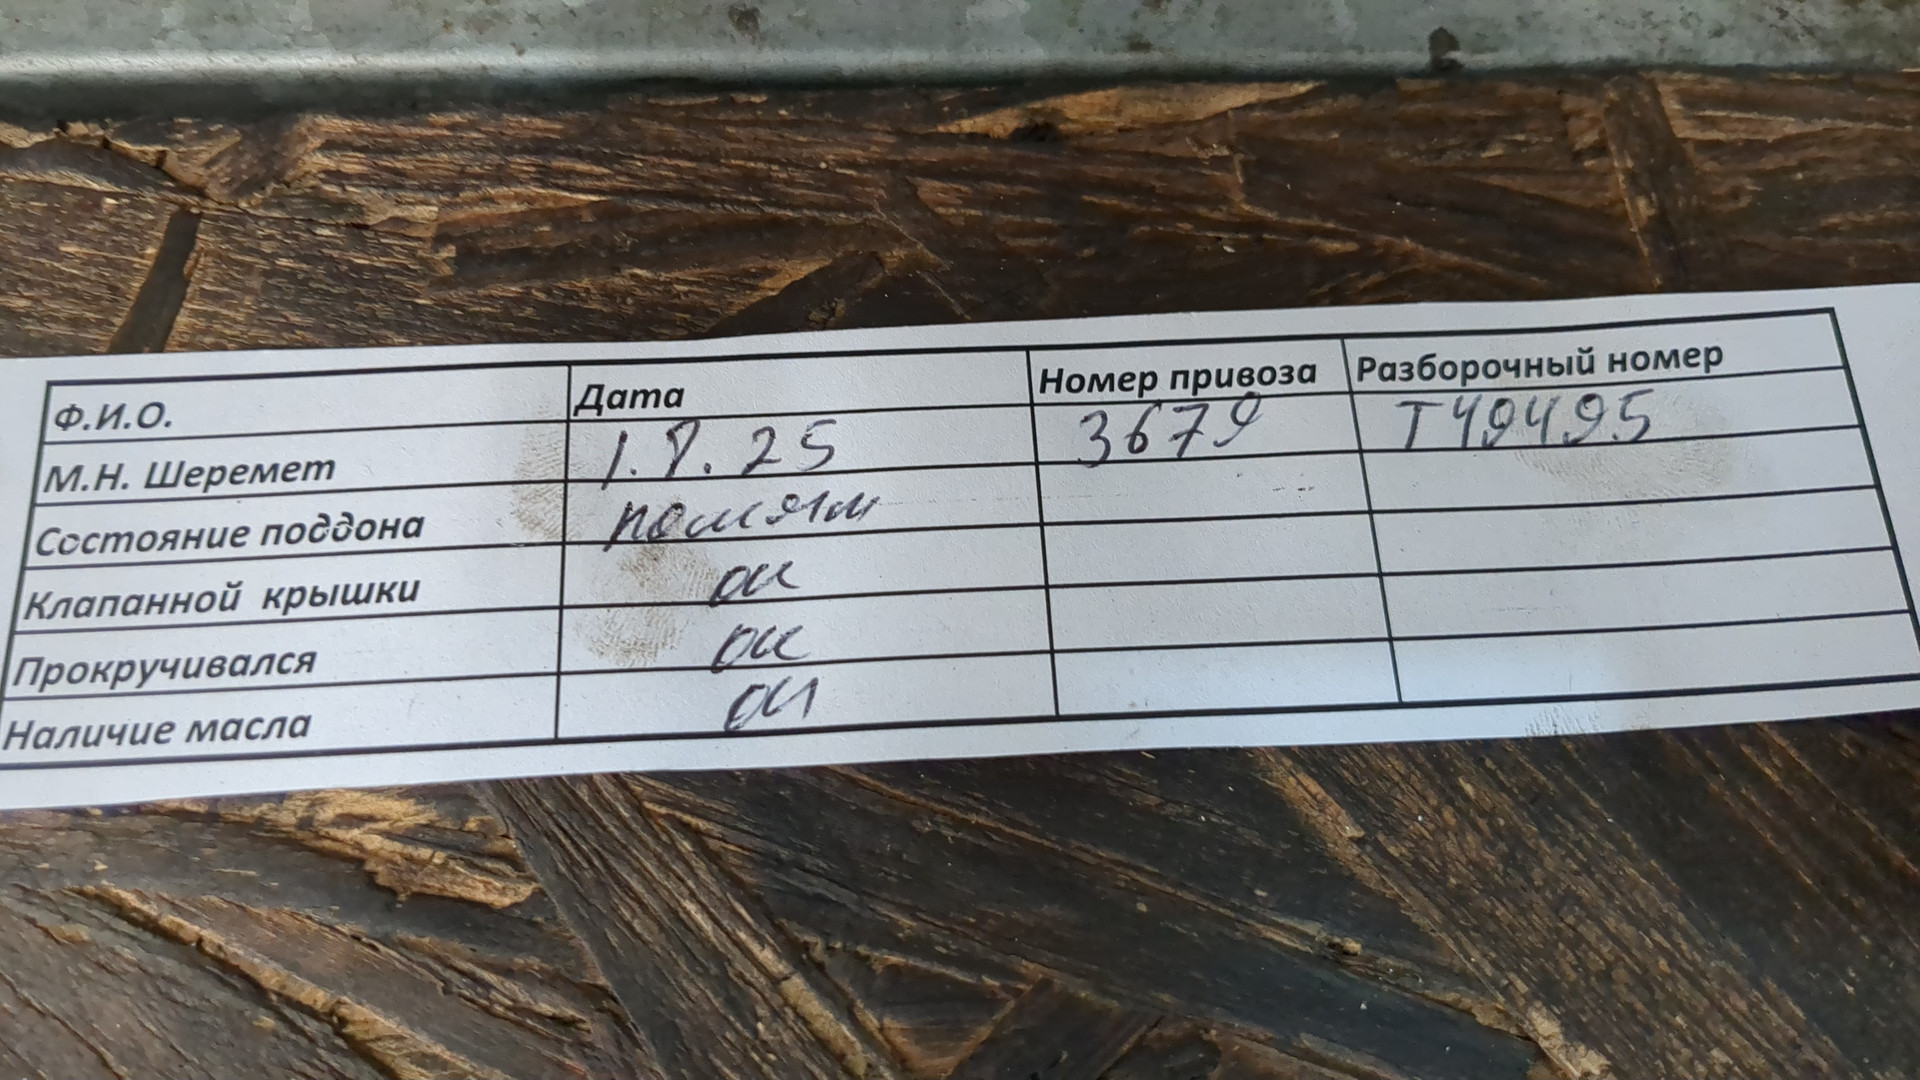 Ф.И.О. Дата Номер привоза Разборочный номер
М.Н. Шеремет 1.8.25 3679 Т49495
Состояние поддона помят
Клапанной крышки ок
Прокручивался ок
Наличие масла ок